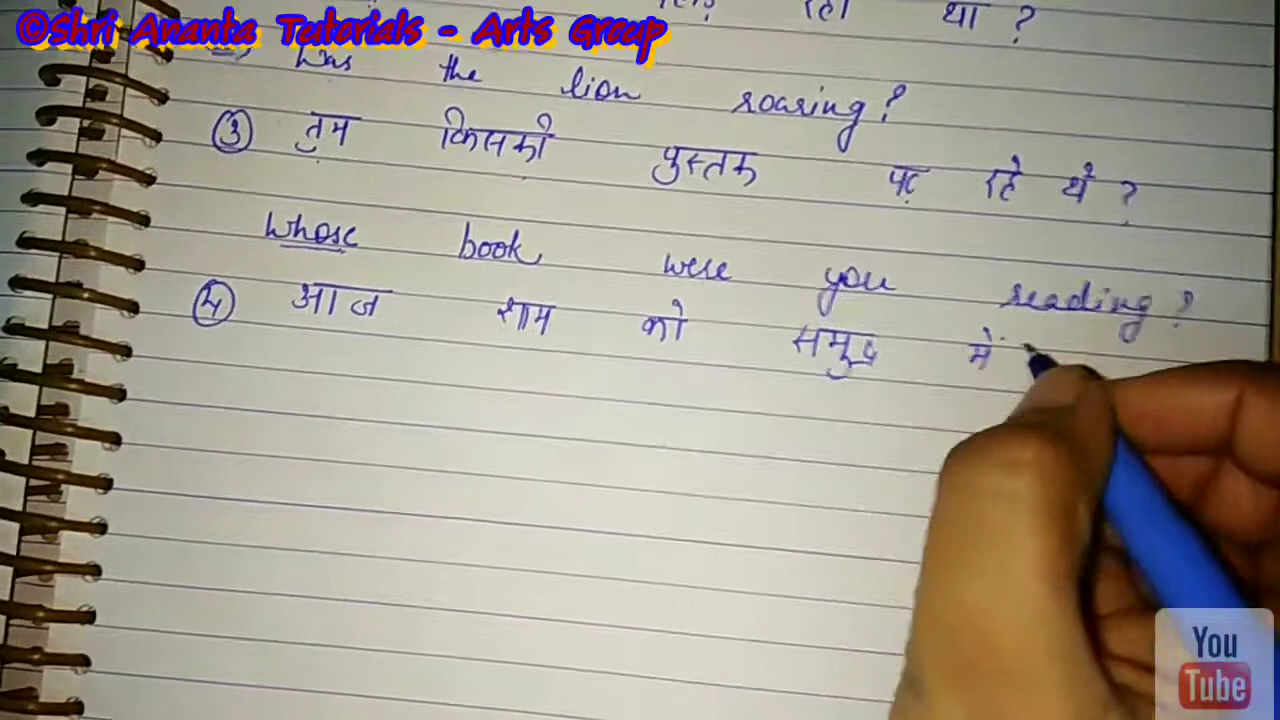 रहा था ?
©Shri Ananta Tutorials - Arts Group
Was the lion roaring?
③ तुम किसकी पुस्तक पढ़ रहे थे ?
Whose book were you reading?
आज शाम को समुद्र में
You
Tube